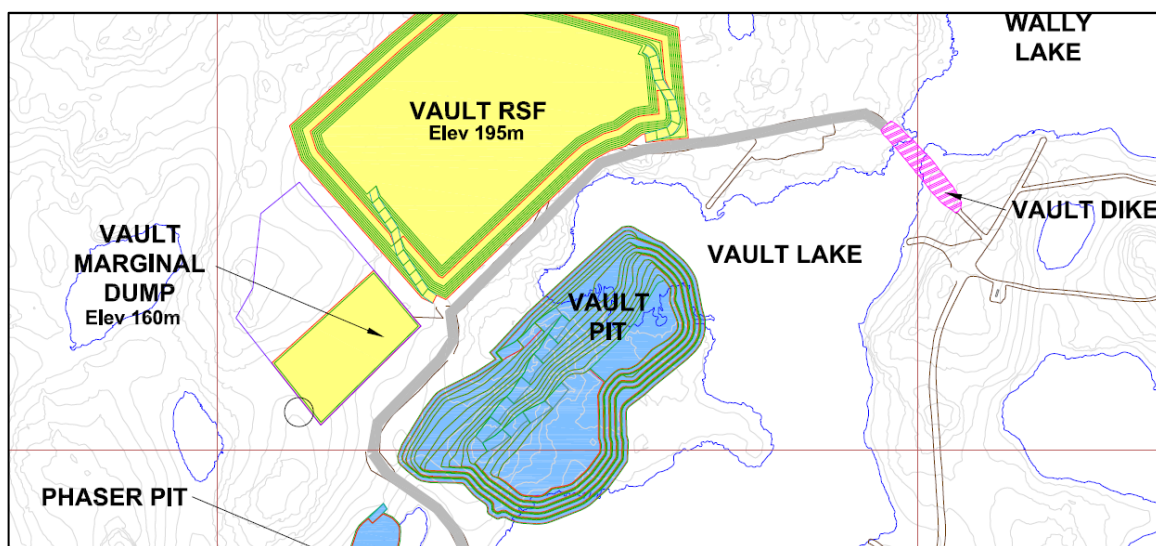 WALLY
LAKE
VAULT RSF
Elev 195m
VAULT DIKE
VAULT
MARGINAL
DUMP
Elev 160m
VAULT LAKE
VAULT
PIT
PHASER PIT